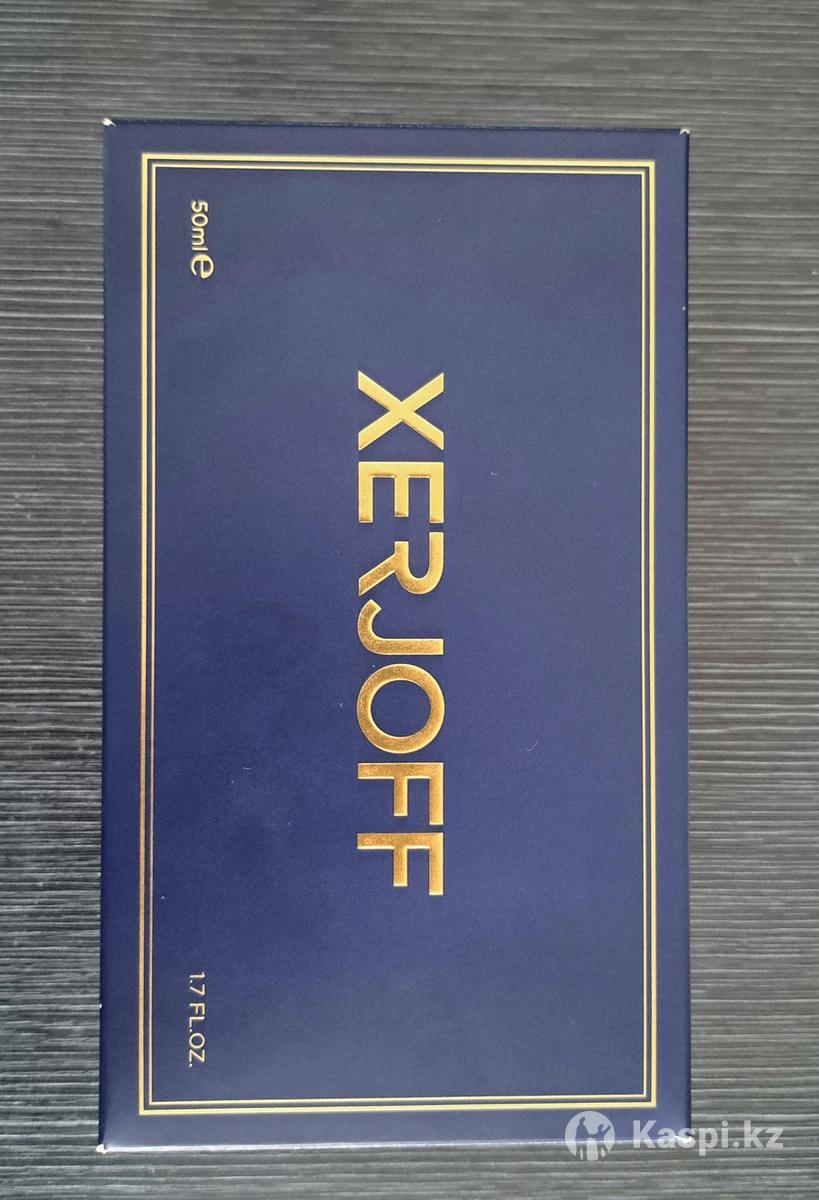 XERJOFF
50ml e
1.7 FL.OZ.
Kaspi.kz